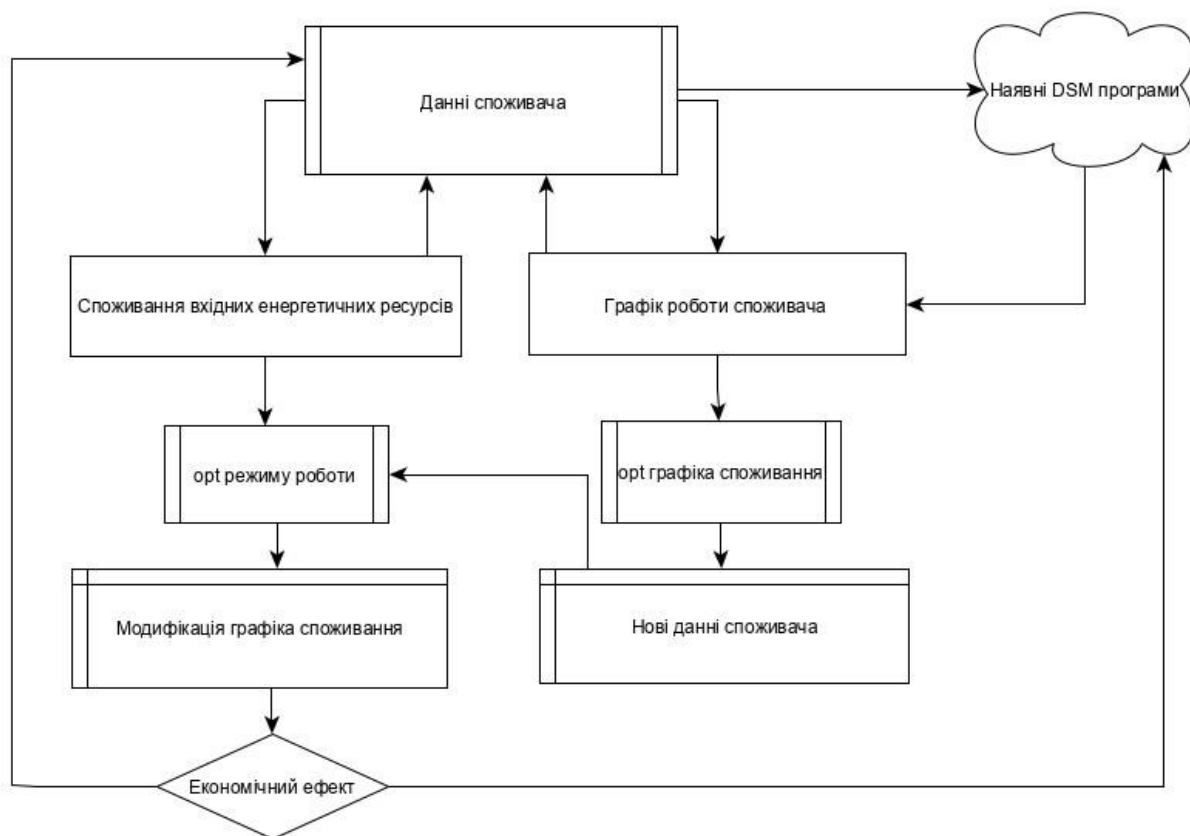 Данні споживача
Наявні DSM програми
Споживання вхідних енергетичних ресурсів
Графік роботи споживача
opt режиму роботи
opt графіка споживання
Модифікація графіка споживання
Нові данні споживача
Економічний ефект